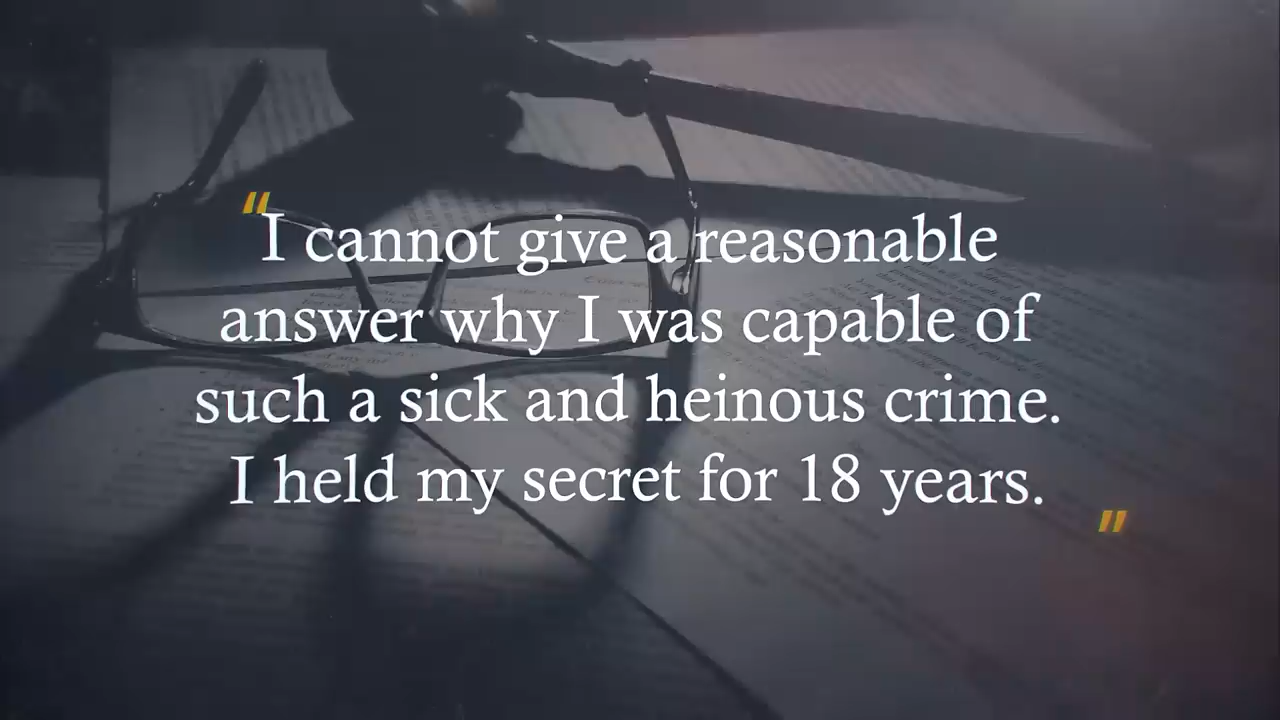 "I cannot give a reasonable
answer why I was capable of
such a sick and heinous crime.
I held my secret for 18 years."